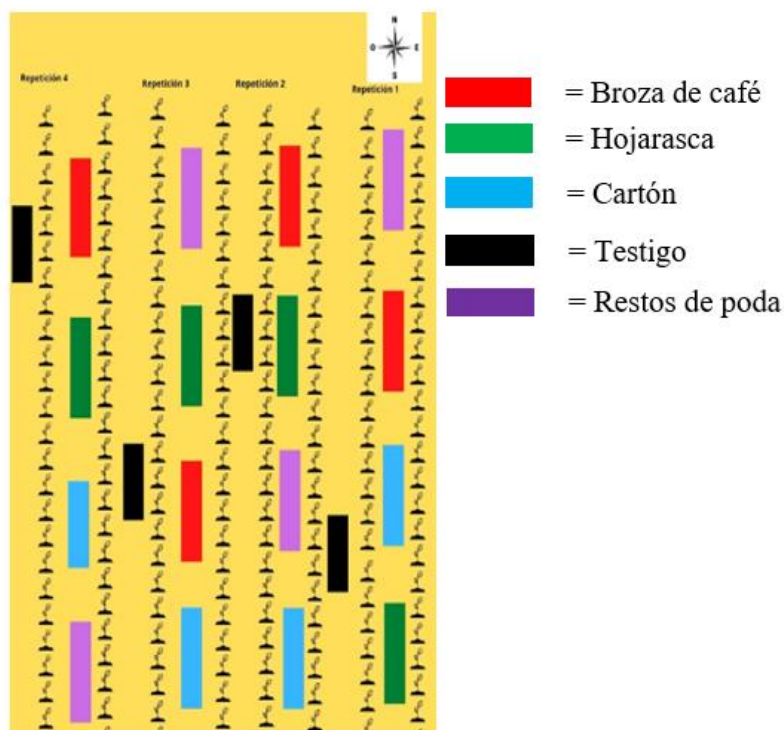 N
O E
S
Repetición 4
Repetición 3
Repetición 2
Repetición 1
= Broza de café
= Hojarasca
= Cartón
= Testigo
= Restos de poda